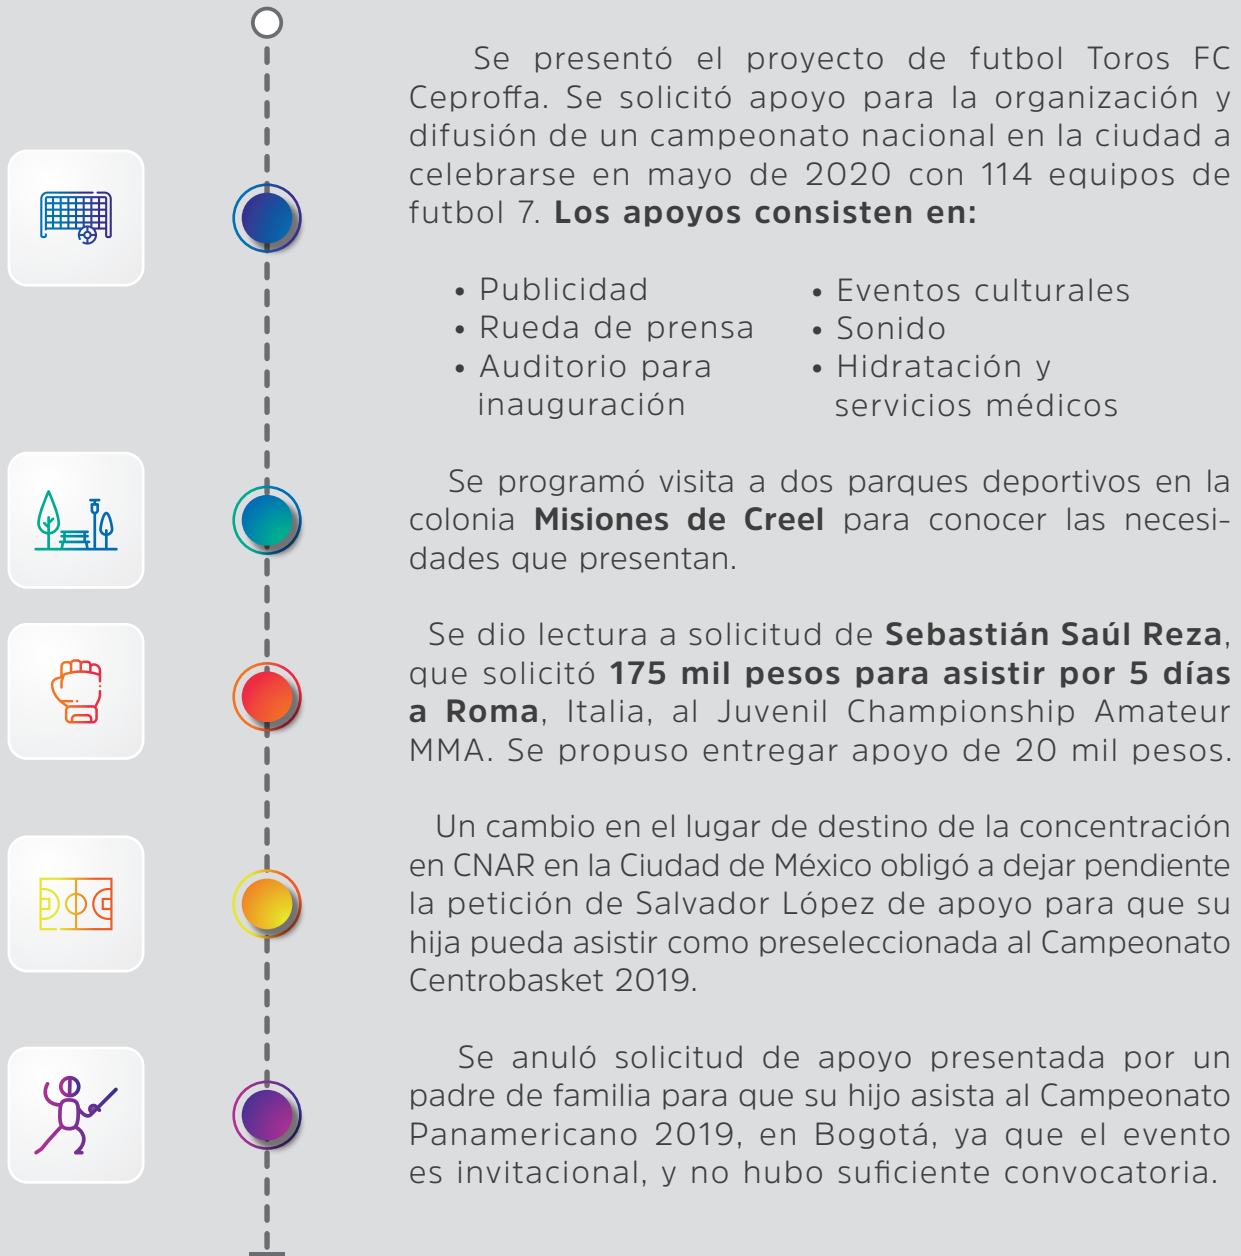 Se presentó el proyecto de futbol Toros FC
Ceproffa. Se solicitó apoyo para la organización y
difusión de un campeonato nacional en la ciudad a
celebrarse en mayo de 2020 con 114 equipos de
futbol 7. Los apoyos consisten en:
• Publicidad
• Rueda de prensa
• Auditorio para
inauguración
• Eventos culturales
• Sonido
• Hidratación y
servicios médicos
Se programó visita a dos parques deportivos en la
colonia Misiones de Creel para conocer las necesi-
dades que presentan.
Se dio lectura a solicitud de Sebastián Saúl Reza,
que solicitó 175 mil pesos para asistir por 5 días
a Roma, Italia, al Juvenil Championship Amateur
MMA. Se propuso entregar apoyo de 20 mil pesos.
Un cambio en el lugar de destino de la concentración
en CNAR en la Ciudad de México obligó a dejar pendiente
la petición de Salvador López de apoyo para que su
hija pueda asistir como preseleccionada al Campeonato
Centrobasket 2019.
Se anuló solicitud de apoyo presentada por un
padre de familia para que su hijo asista al Campeonato
Panamericano 2019, en Bogotá, ya que el evento
es invitacional, y no hubo suficiente convocatoria.